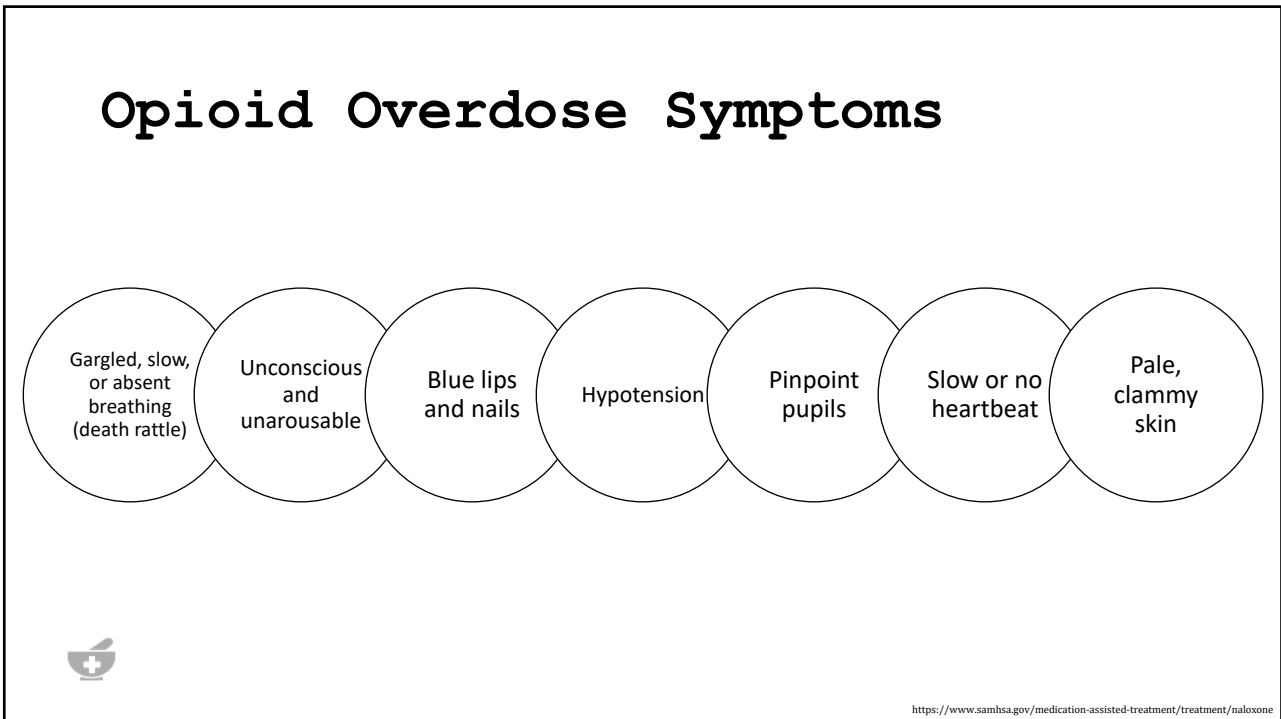 Opioid Overdose Symptoms
Gargled, slow,
or absent
breathing
(death rattle)
Unconscious
and
unarousable
Blue lips
and nails
Hypotension
Pinpoint
pupils
Slow or no
heartbeat
Pale,
clammy
skin
https://www.samhsa.gov/medication-assisted-treatment/treatment/naloxone